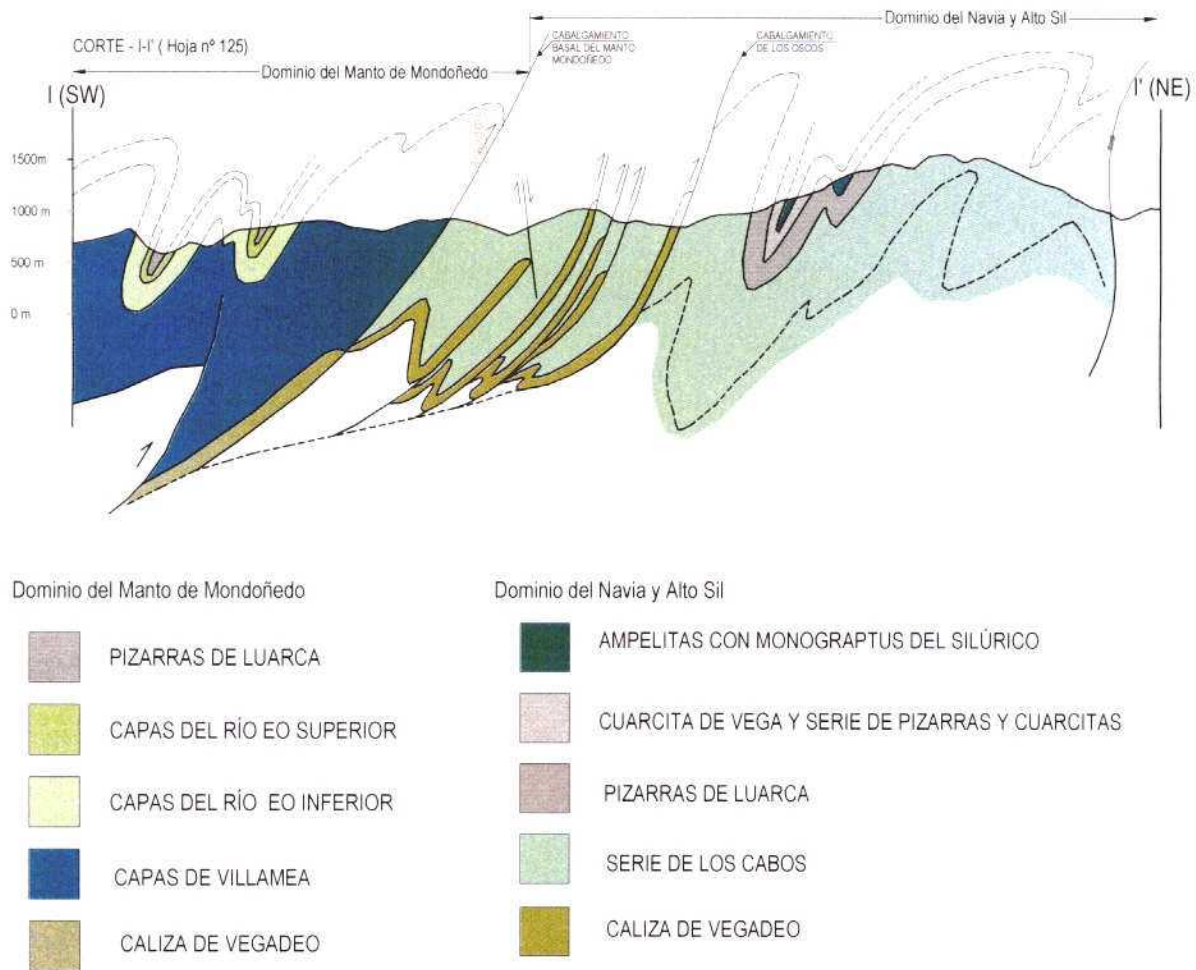 Dominio del Navia y Alto Sil
CORTE - I-I' ( Hoja nº 125)
CABALGAMIENTO
BASAL DEL MANTO
MONDOÑEDO
CABALGAMIENTO
DE LOS OSCOS
Dominio del Manto de Mondoñedo
I (SW)
I' (NE)
1500m
1000 m
500 m
0 m
Dominio del Manto de Mondoñedo
PIZARRAS DE LUARCA
CAPAS DEL RÍO EO SUPERIOR
CAPAS DEL RÍO EO INFERIOR
CAPAS DE VILLAMEA
CALIZA DE VEGADEO
Dominio del Navia y Alto Sil
AMPELITAS CON MONOGRAPTUS DEL SILÚRICO
CUARCITA DE VEGA Y SERIE DE PIZARRAS Y CUARCITAS
PIZARRAS DE LUARCA
SERIE DE LOS CABOS
CALIZA DE VEGADEO